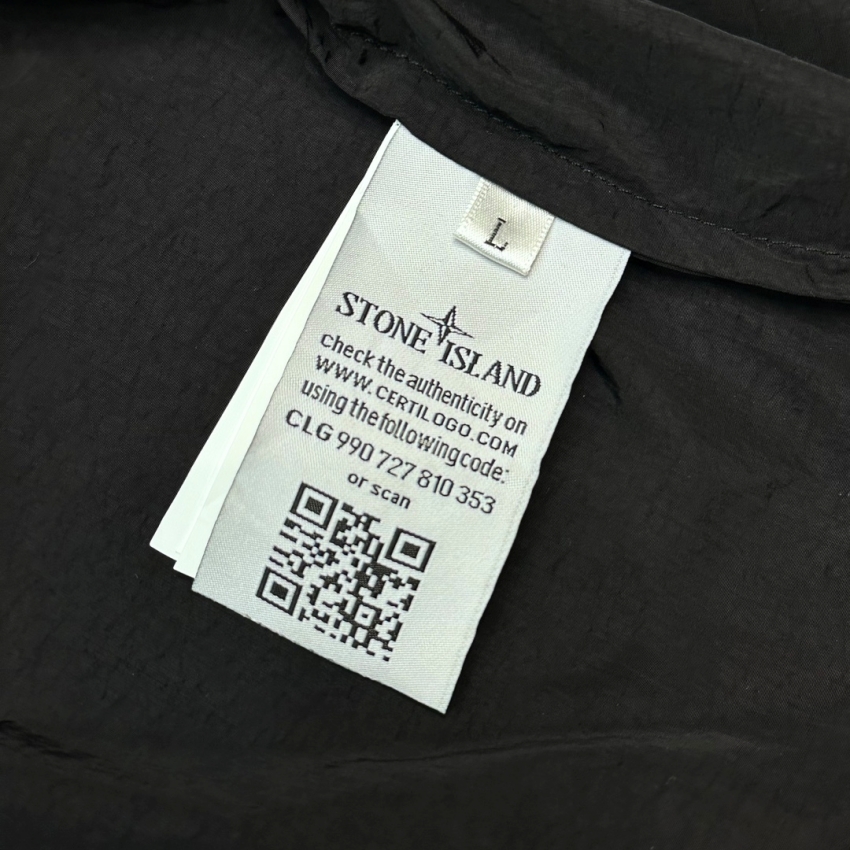 L
STONE ISLAND
check the authenticity on
WWW.CERTILOGO.COM
using the following code:
CLG 990 727 810 353
or scan